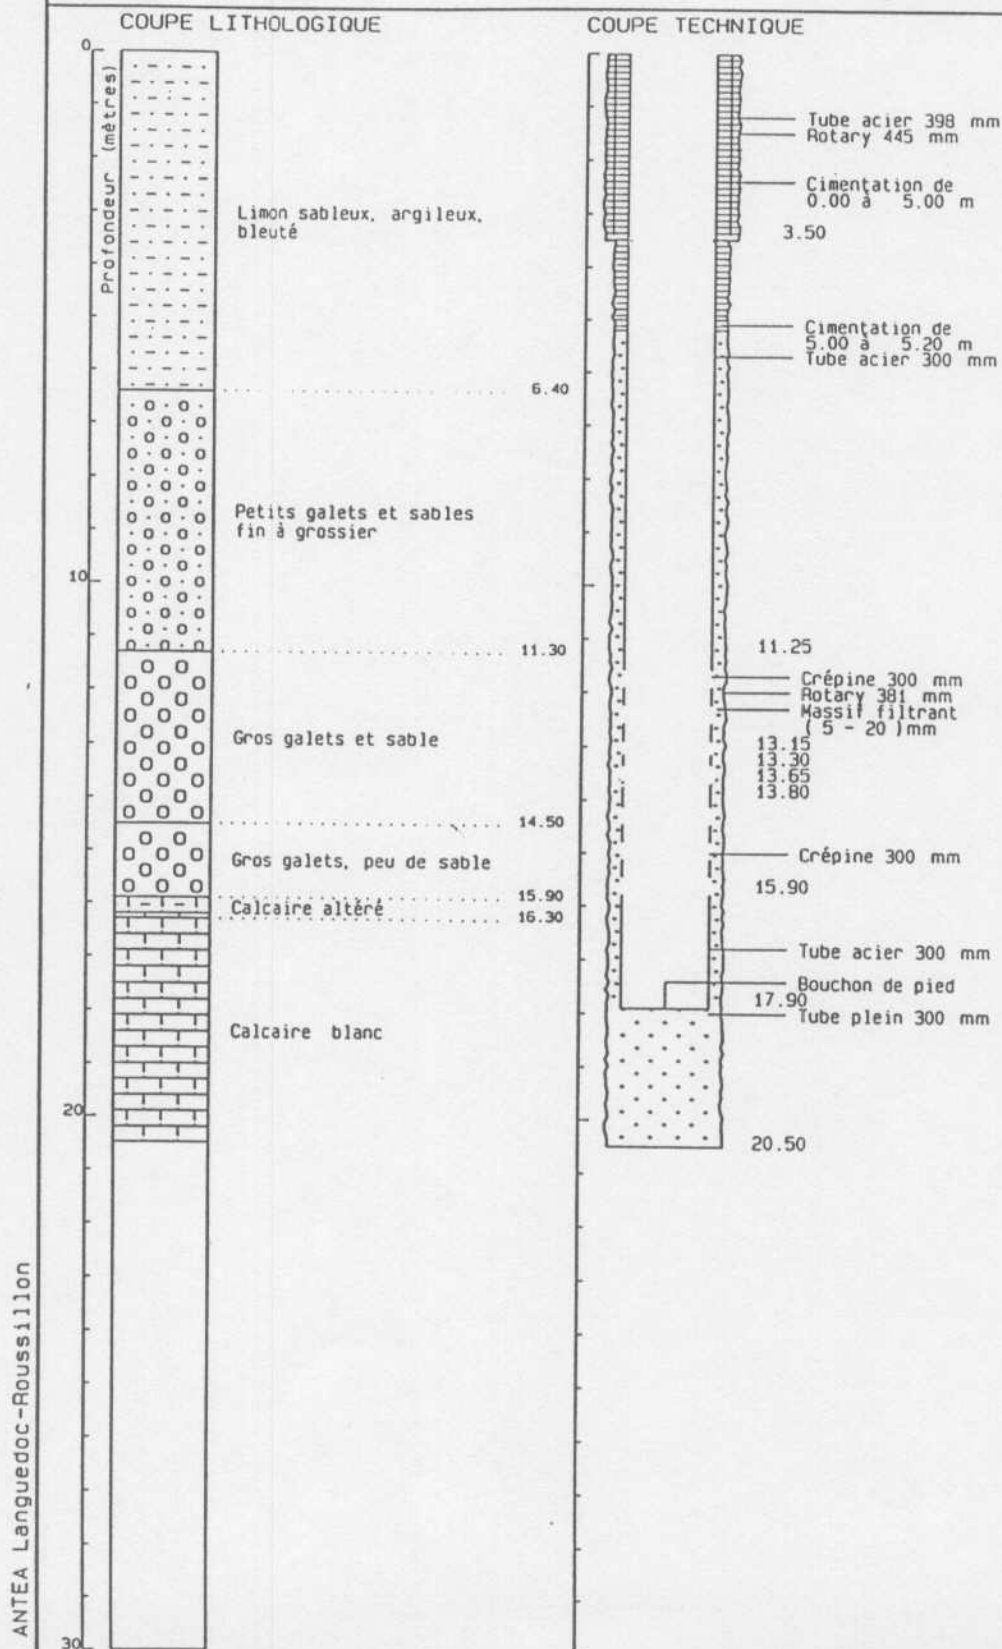 COUPE LITHOLOGIQUE
COUPE TECHNIQUE
0
Profondeur (mètres)
Tube acier 398 mm
Rotary 445 mm
Cimentation de
0.00 à 5.00 m
Limon sableux, argileux,
bleuté
3.50
Cimentation de
5.00 à 5.20 m
Tube acier 300 mm
6.40
Petits galets et sables
fin à grossier
10
11.30
11.25
Crépine 300 mm
Rotary 381 mm
Massif filtrant
( 5 - 20 )mm
Gros galets et sable
13.15
13.30
13.65
13.80
14.50
Gros galets, peu de sable
Crépine 300 mm
15.90
15.90
Calcaire altéré
16.30
Tube acier 300 mm
Bouchon de pied
17.90
Tube plein 300 mm
Calcaire blanc
20
20.50
30
ANTEA Languedoc-Roussillon